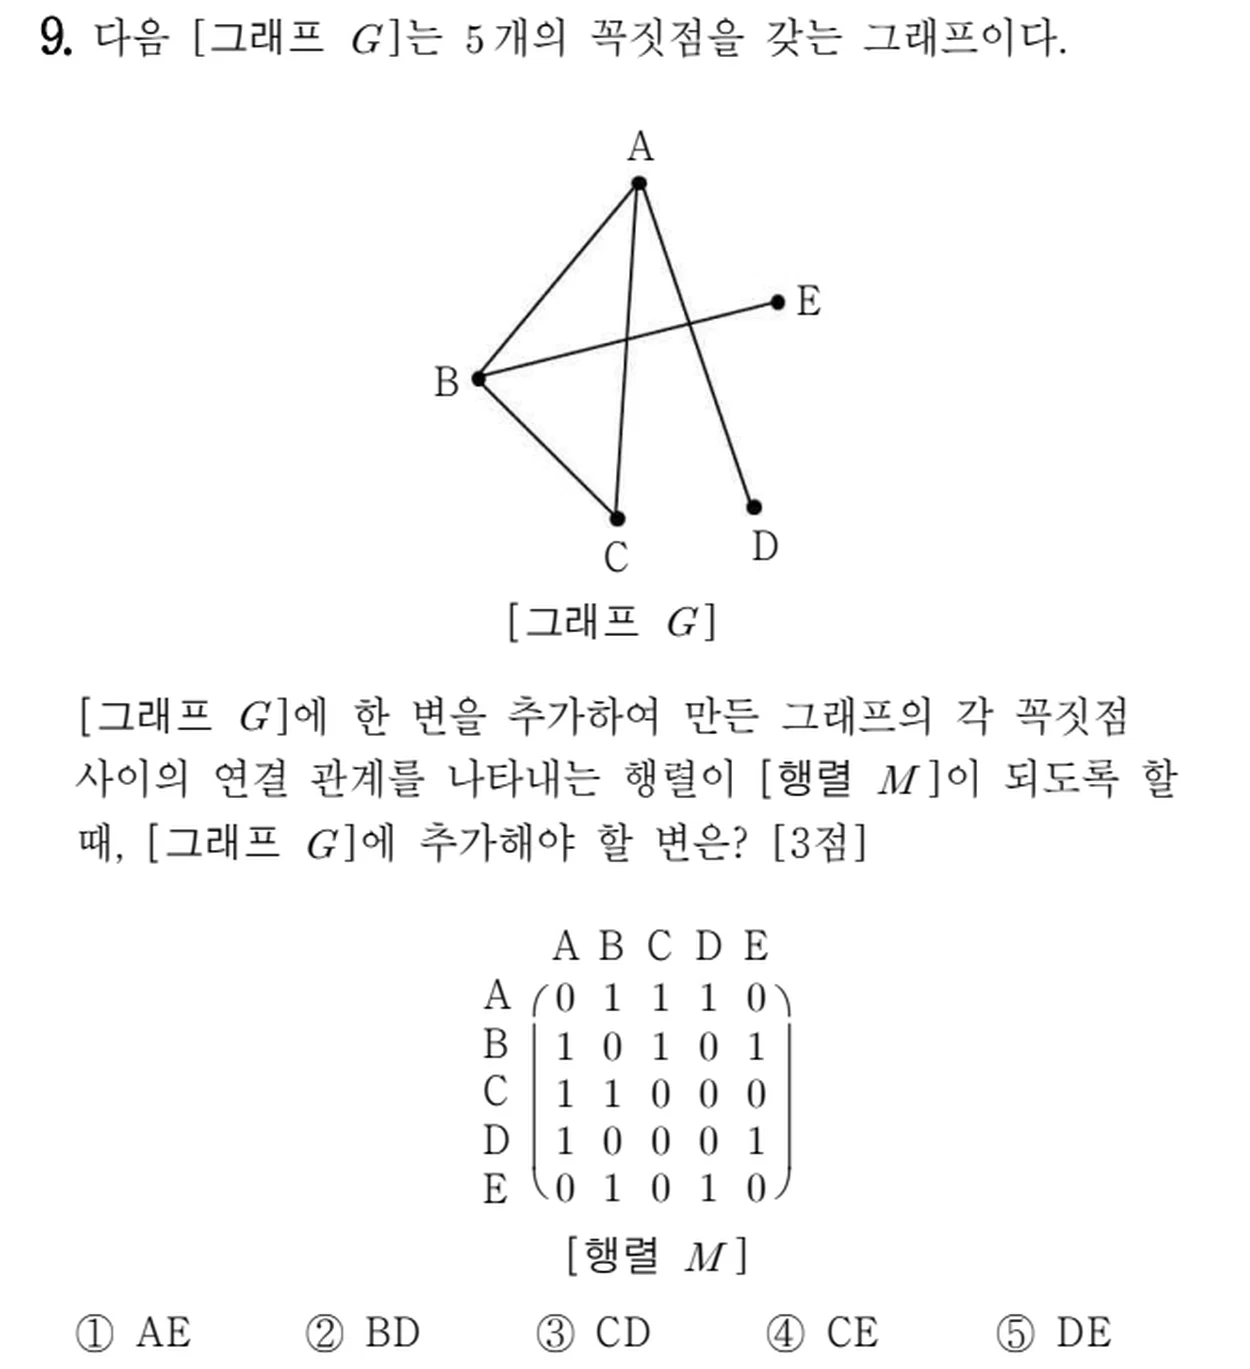 9. 다음 [그래프 G]는 5개의 꼭짓점을 갖는 그래프이다.
A
E
B
C
D
[그래프 G]
[그래프 G]에 한 변을 추가하여 만든 그래프의 각 꼭짓점
사이의 연결 관계를 나타내는 행렬이 [행렬 M]이 되도록 할
때, [그래프 G]에 추가해야 할 변은? [3점]
A B C D E
A 0 1 1 1 0
B 1 0 1 0 1
C 1 1 0 0 0
D 1 0 0 0 1
E 0 1 0 1 0
[행렬 M]
① AE ② BD ③ CD ④ CE ⑤ DE